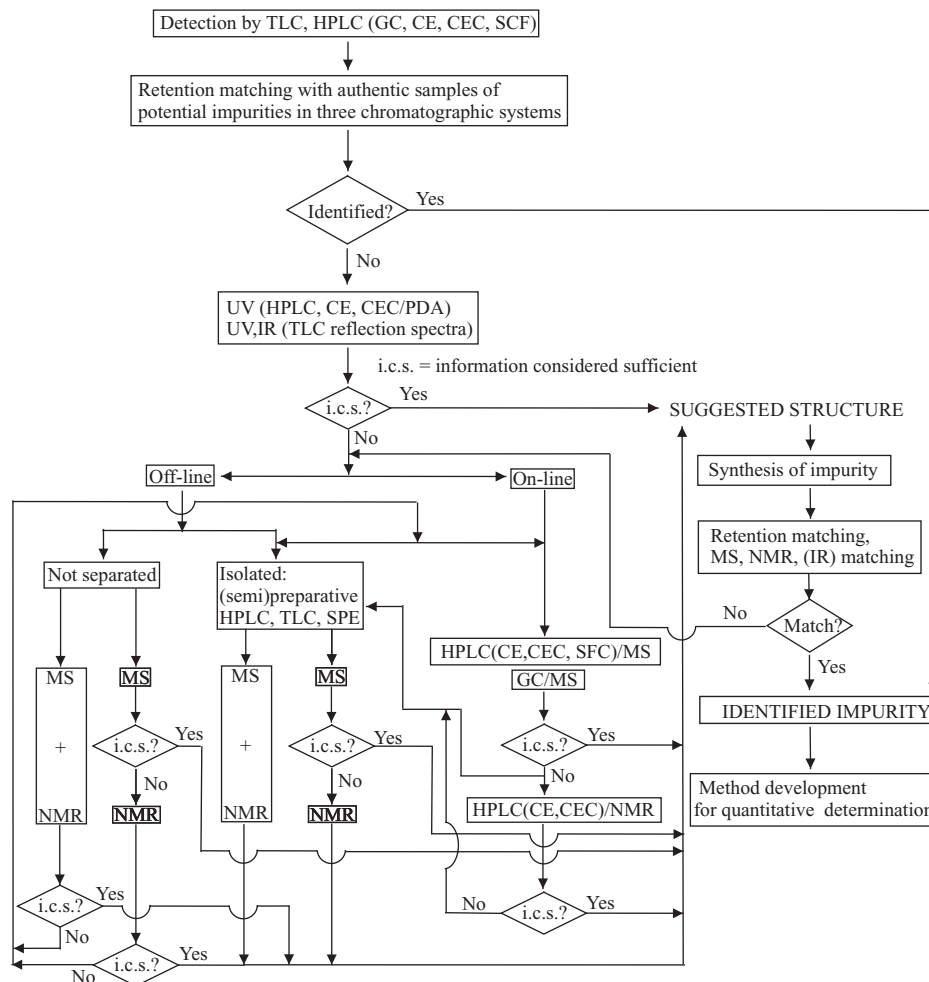 Detection by TLC, HPLC (GC, CE, CEC, SCF)
Retention matching with authentic samples of
potential impurities in three chromatographic systems
Identified?
Yes
No
UV (HPLC, CE, CEC/PDA)
UV,IR (TLC reflection spectra)
i.c.s. = information considered sufficient
i.c.s.?
Yes
SUGGESTED STRUCTURE
No
Off-line
On-line
Synthesis of impurity
Retention matching,
MS, NMR, (IR) matching
Not separated
Isolated:
(semi)preparative
HPLC, TLC, SPE
No
Match?
Yes
HPLC(CE,CEC, SFC)/MS
GC/MS
MS
MS
MS
MS
IDENTIFIED IMPURITY
+
i.c.s.?
Yes
+
i.c.s.?
Yes
i.c.s.?
Yes
No
No
No
Method development
for quantitative determination
NMR
NMR
NMR
NMR
HPLC(CE,CEC)/NMR
i.c.s.?
Yes
No
No
i.c.s.?
Yes
i.c.s.?
Yes
No